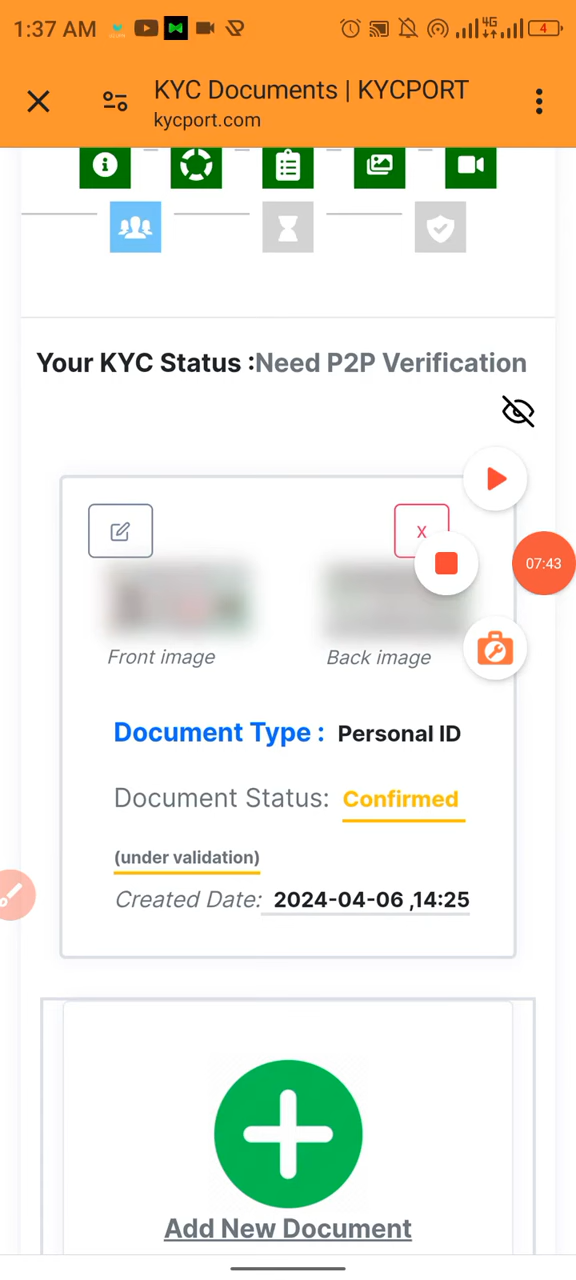 1:37 AM 4G 4
KYC Documents | KYCPORT
kycport.com
Your KYC Status :Need P2P Verification
x
07:43
Front image Back image
Document Type : Personal ID
Document Status: Confirmed
(under validation)
Created Date: 2024-04-06 ,14:25
Add New Document